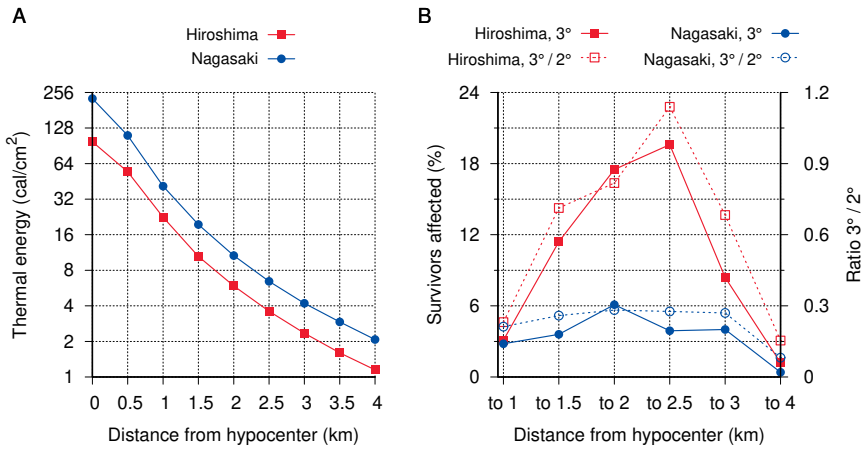 A
Hiroshima
Nagasaki
Thermal energy (cal/cm²)
256
128
64
32
16
8
4
2
1
0 0.5 1 1.5 2 2.5 3 3.5 4
Distance from hypocenter (km)
B
Hiroshima, 3° Nagasaki, 3°
Hiroshima, 3° / 2° Nagasaki, 3° / 2°
Survivors affected (%)
24
18
12
6
0
1.2
0.9
0.6
0.3
0
Ratio 3° / 2°
to 1 to 1.5 to 2 to 2.5 to 3 to 4
Distance from hypocenter (km)